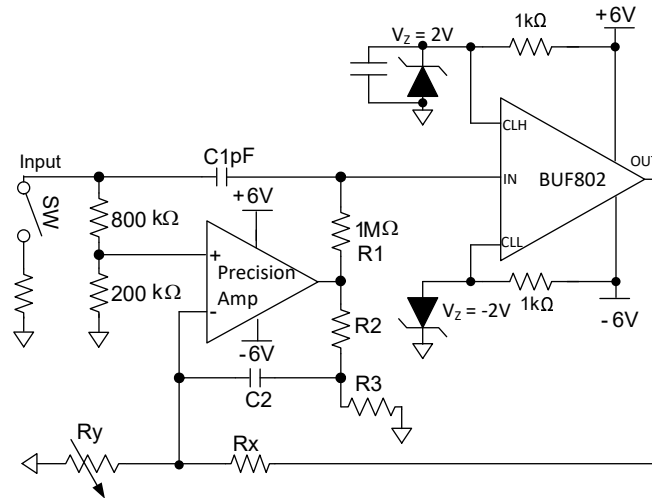 V_Z = 2V
1kΩ
+6V
Input
C1pF
CLH
OUT
SW
800 kΩ
+6V
IN
BUF802
1MΩ
R1
+
Precision
Amp
CLL
200 kΩ
-
R2
V_Z = -2V
1kΩ
-6V
-6V
C2
R3
Ry
Rx